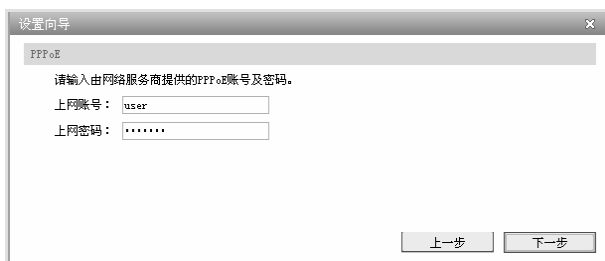 设置向导
PPPoE
请输入由网络服务商提供的PPPoE账号及密码。
上网账号： user
上网密码： •••••••
上一步 下一步